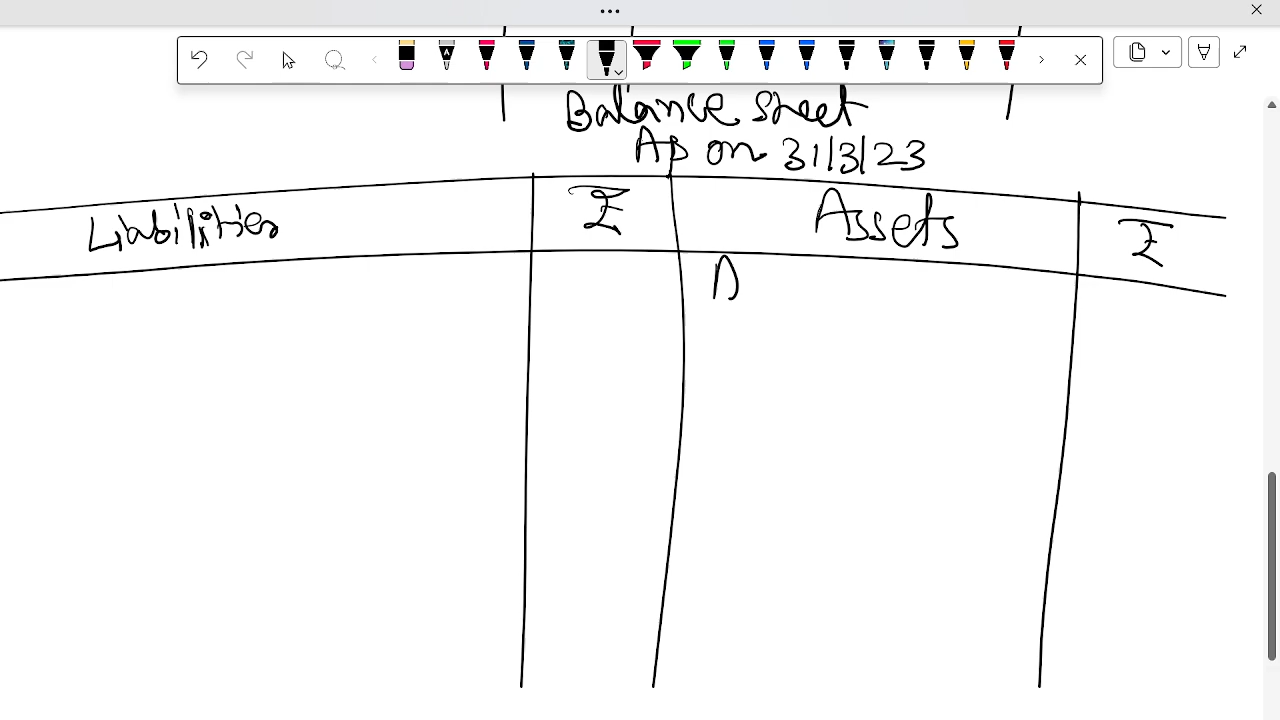 Balance Sheet
As on 31/3/23
Liabilities ₹ Assets ₹
D